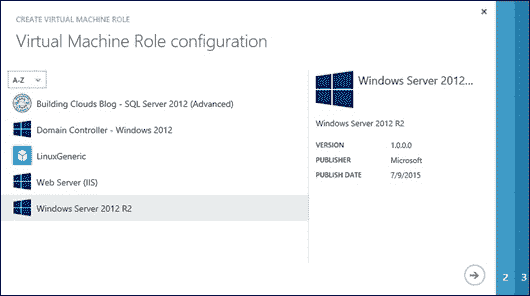 CREATE VIRTUAL MACHINE ROLE
Virtual Machine Role configuration
A-Z
Building Clouds Blog - SQL Server 2012 (Advanced)
Domain Controller - Windows 2012
LinuxGeneric
Web Server (IIS)
Windows Server 2012 R2
Windows Server 2012...
Windows Server 2012 R2
VERSION 1.0.0.0
PUBLISHER Microsoft
PUBLISH DATE 7/9/2015
2 3